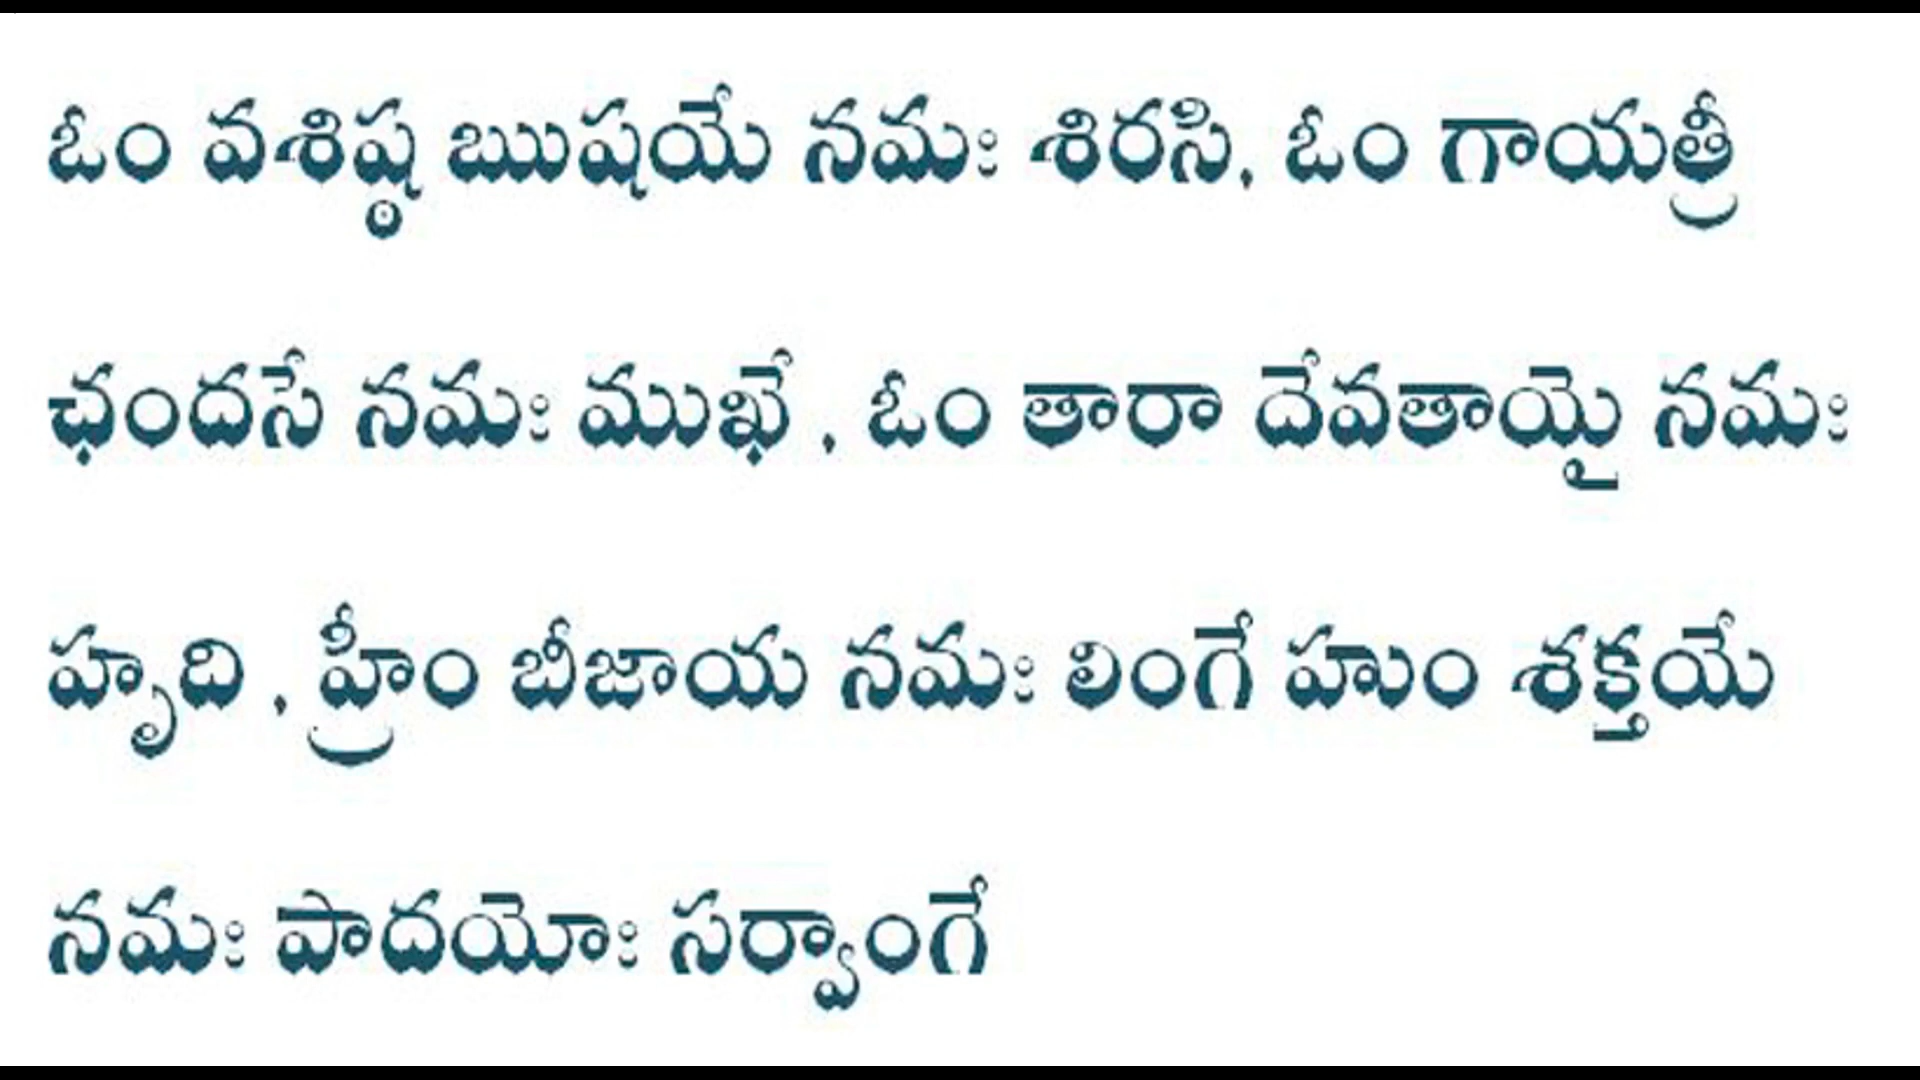 ఓం వశిష్ఠ ఋషయే నమః శిరసి, ఓం గాయత్రీ
ఛందసే నమః ముఖే , ఓం తారా దేవతాయై నమః
హృది , హ్రీం బీజాయ నమః లింగే హుం శక్తయే
నమః పాదయోః సర్వాంగే